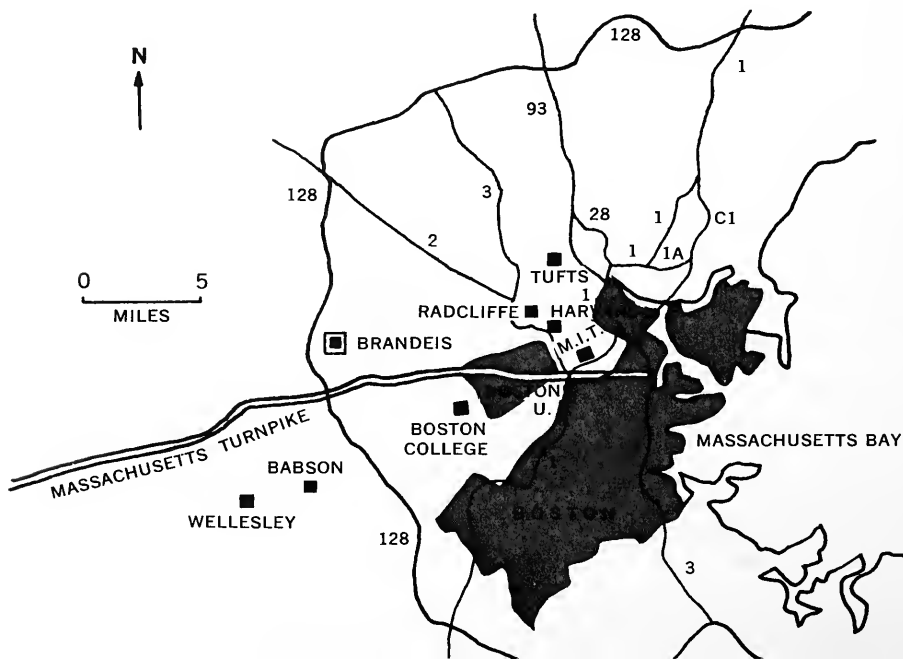 128
N
1
93
128
3
28
1
C1
2
1
1A
0 5
MILES
TUFTS
1
RADCLIFFE
BRANDEIS
M.I.T.
U.
BOSTON
COLLEGE
MASSACHUSETTS BAY
MASSACHUSETTS TURNPIKE
BABSON
WELLESLEY
BOSTON
128
3